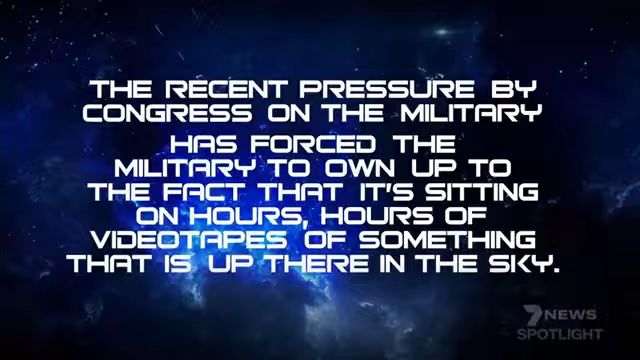 THE RECENT PRESSURE BY
CONGRESS ON THE MILITARY
HAS FORCED THE
MILITARY TO OWN UP TO
THE FACT THAT IT'S SITTING
ON HOURS, HOURS OF
VIDEOTAPES OF SOMETHING
THAT IS UP THERE IN THE SKY.
7NEWS
SPOTLIGHT